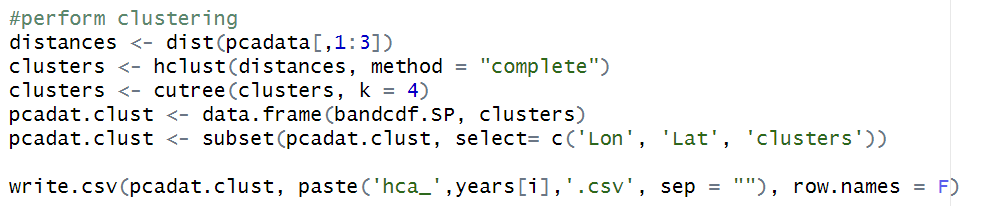 #perform clustering
distances <- dist(pcadata[,1:3])
clusters <- hclust(distances, method = "complete")
clusters <- cutree(clusters, k = 4)
pcadat.clust <- data.frame(bandcdf.SP, clusters)
pcadat.clust <- subset(pcadat.clust, select= c('Lon', 'Lat', 'clusters'))
write.csv(pcadat.clust, paste('hca_',years[i],'.csv', sep = ""), row.names = F)